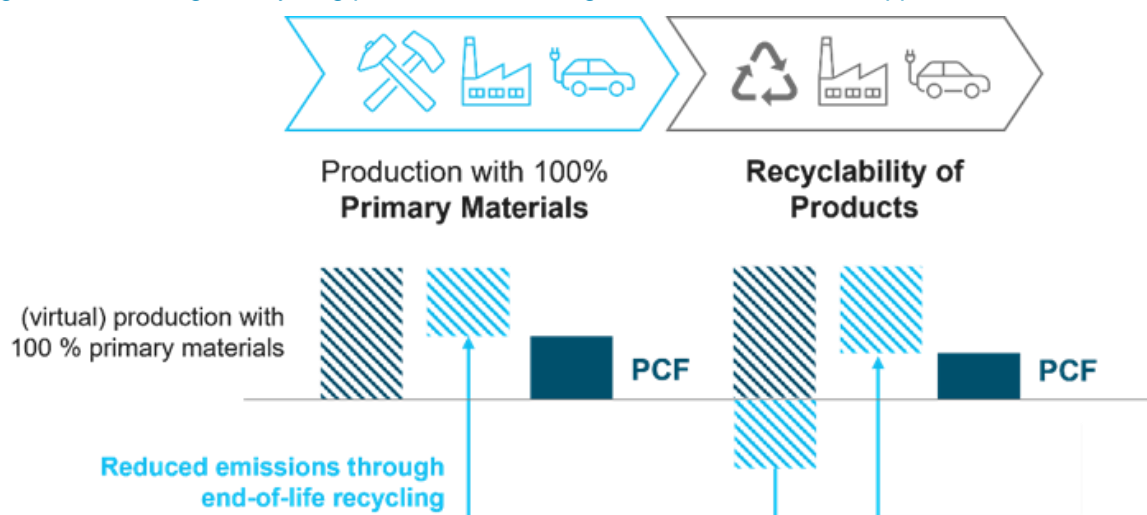 Production with 100%
Primary Materials
Recyclability of
Products
(virtual) production with
100 % primary materials
PCF
PCF
Reduced emissions through
end-of-life recycling